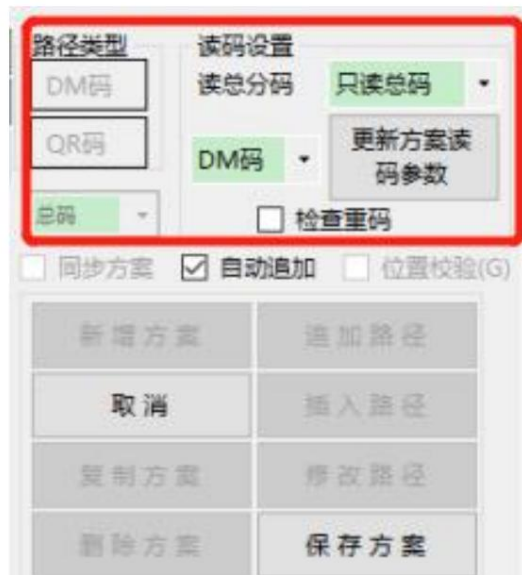 路径类型 读码设置
DM码 读总分码 只读总码
QR码 DM码 更新方案读
码参数
总码 检查重码
同步方案 自动追加 位置校验(G)
新增方案 追加路径
取消 插入路径
复制方案 修改路径
删除方案 保存方案